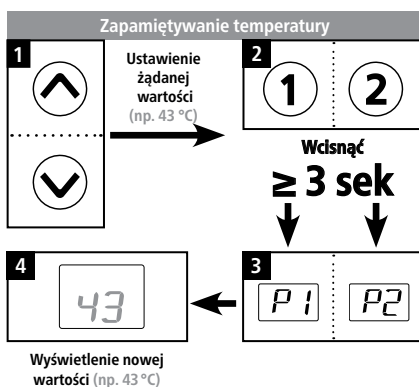 Zapamiętywanie temperatury
1
Ustawienie
żądanej
wartości
(np. 43 °C)
2
1 2
Wcisnąć
≥ 3 sek
3
P1 P2
4
43
Wyświetlenie nowej
wartości (np. 43 °C)